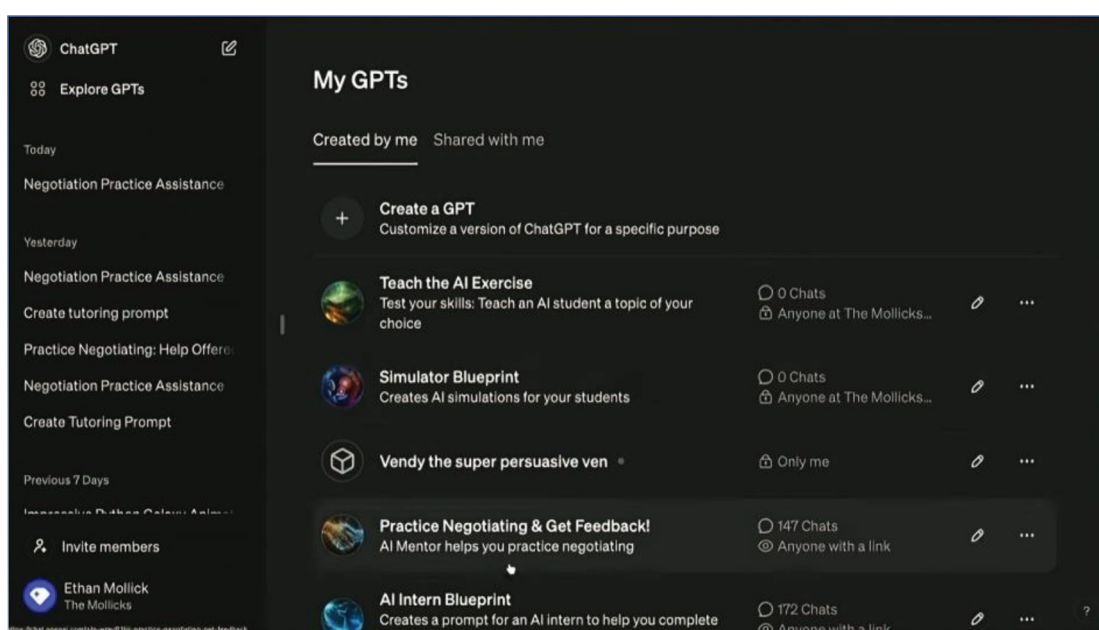 ChatGPT
Explore GPTs
Today
Negotiation Practice Assistance
Yesterday
Negotiation Practice Assistance
Create tutoring prompt
Practice Negotiating: Help Offere
Negotiation Practice Assistance
Create Tutoring Prompt
Previous 7 Days
Invite members
Ethan Mollick
The Mollicks
My GPTs
Created by me Shared with me
+
Create a GPT
Customize a version of ChatGPT for a specific purpose
Teach the AI Exercise
Test your skills: Teach an AI student a topic of your
choice
0 Chats
Anyone at The Mollicks...
Simulator Blueprint
Creates AI simulations for your students
0 Chats
Anyone at The Mollicks...
Vendy the super persuasive ven
Only me
Practice Negotiating & Get Feedback!
AI Mentor helps you practice negotiating
147 Chats
Anyone with a link
AI Intern Blueprint
Creates a prompt for an AI intern to help you complete
172 Chats
Anyone with a link
?